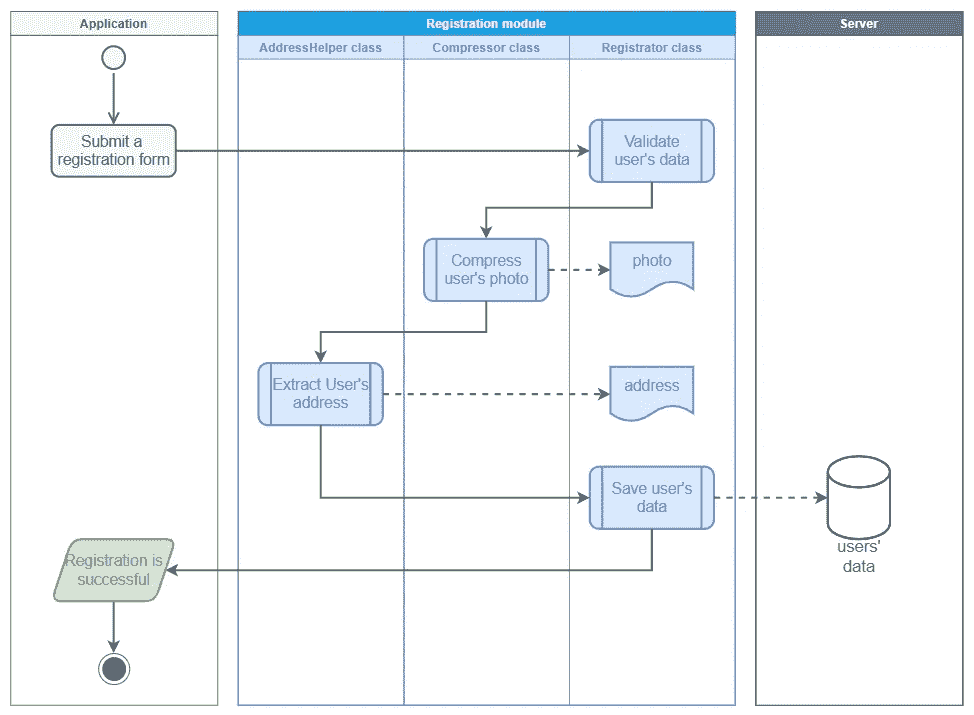 Application
Registration module
Server
AddressHelper class
Compressor class
Registrator class
Submit a
registration form
Validate
user's data
Compress
user's photo
photo
Extract User's
address
address
Save user's
data
users'
data
Registration is
successful